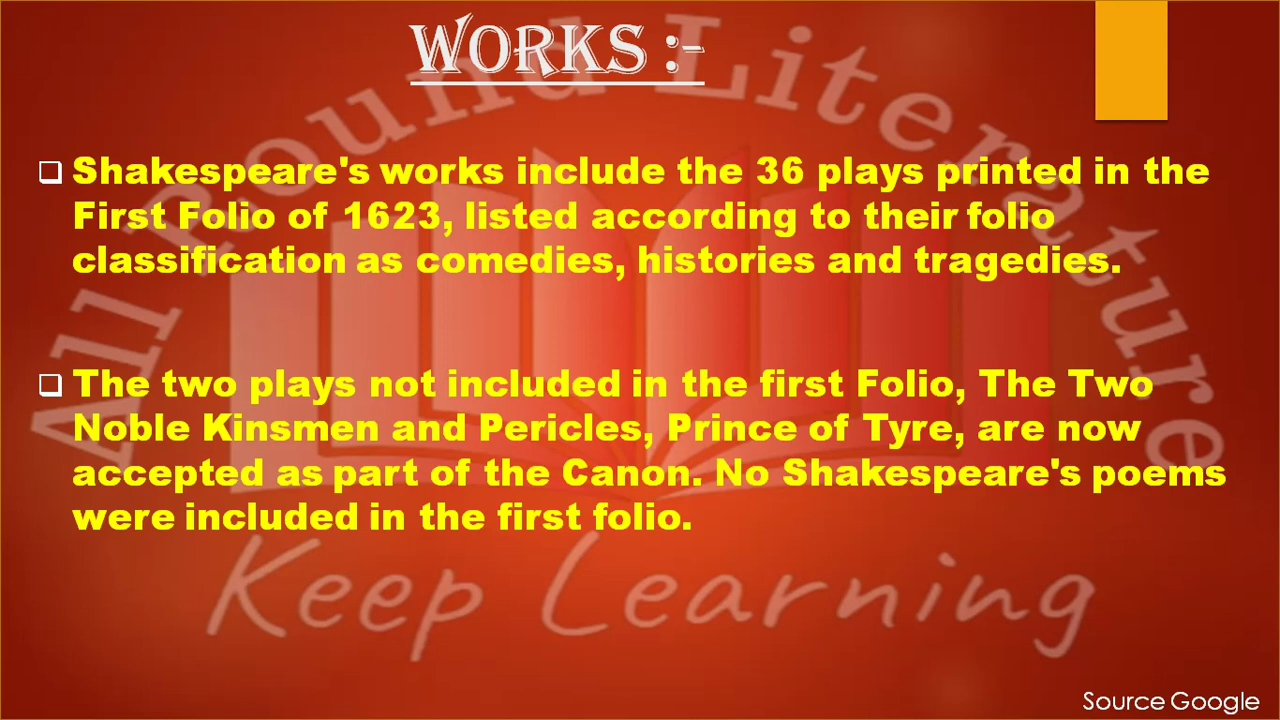 WORKS :-
Shakespeare's works include the 36 plays printed in the
First Folio of 1623, listed according to their folio
classification as comedies, histories and tragedies.
The two plays not included in the first Folio, The Two
Noble Kinsmen and Pericles, Prince of Tyre, are now
accepted as part of the Canon. No Shakespeare's poems
were included in the first folio.
All Round Literature
Keep Learning
Source Google